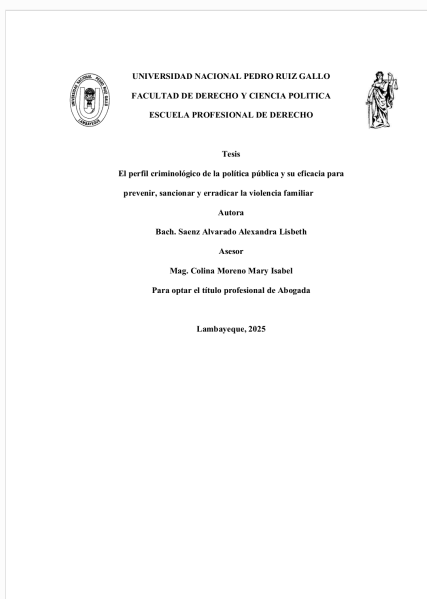 UNIVERSIDAD NACIONAL PEDRO RUIZ GALLO
FACULTAD DE DERECHO Y CIENCIA POLITICA
ESCUELA PROFESIONAL DE DERECHO
Tesis
El perfil criminológico de la política pública y su eficacia para
prevenir, sancionar y erradicar la violencia familiar
Autora
Bach. Saenz Alvarado Alexandra Lisbeth
Asesor
Mag. Colina Moreno Mary Isabel
Para optar el título profesional de Abogada
Lambayeque, 2025